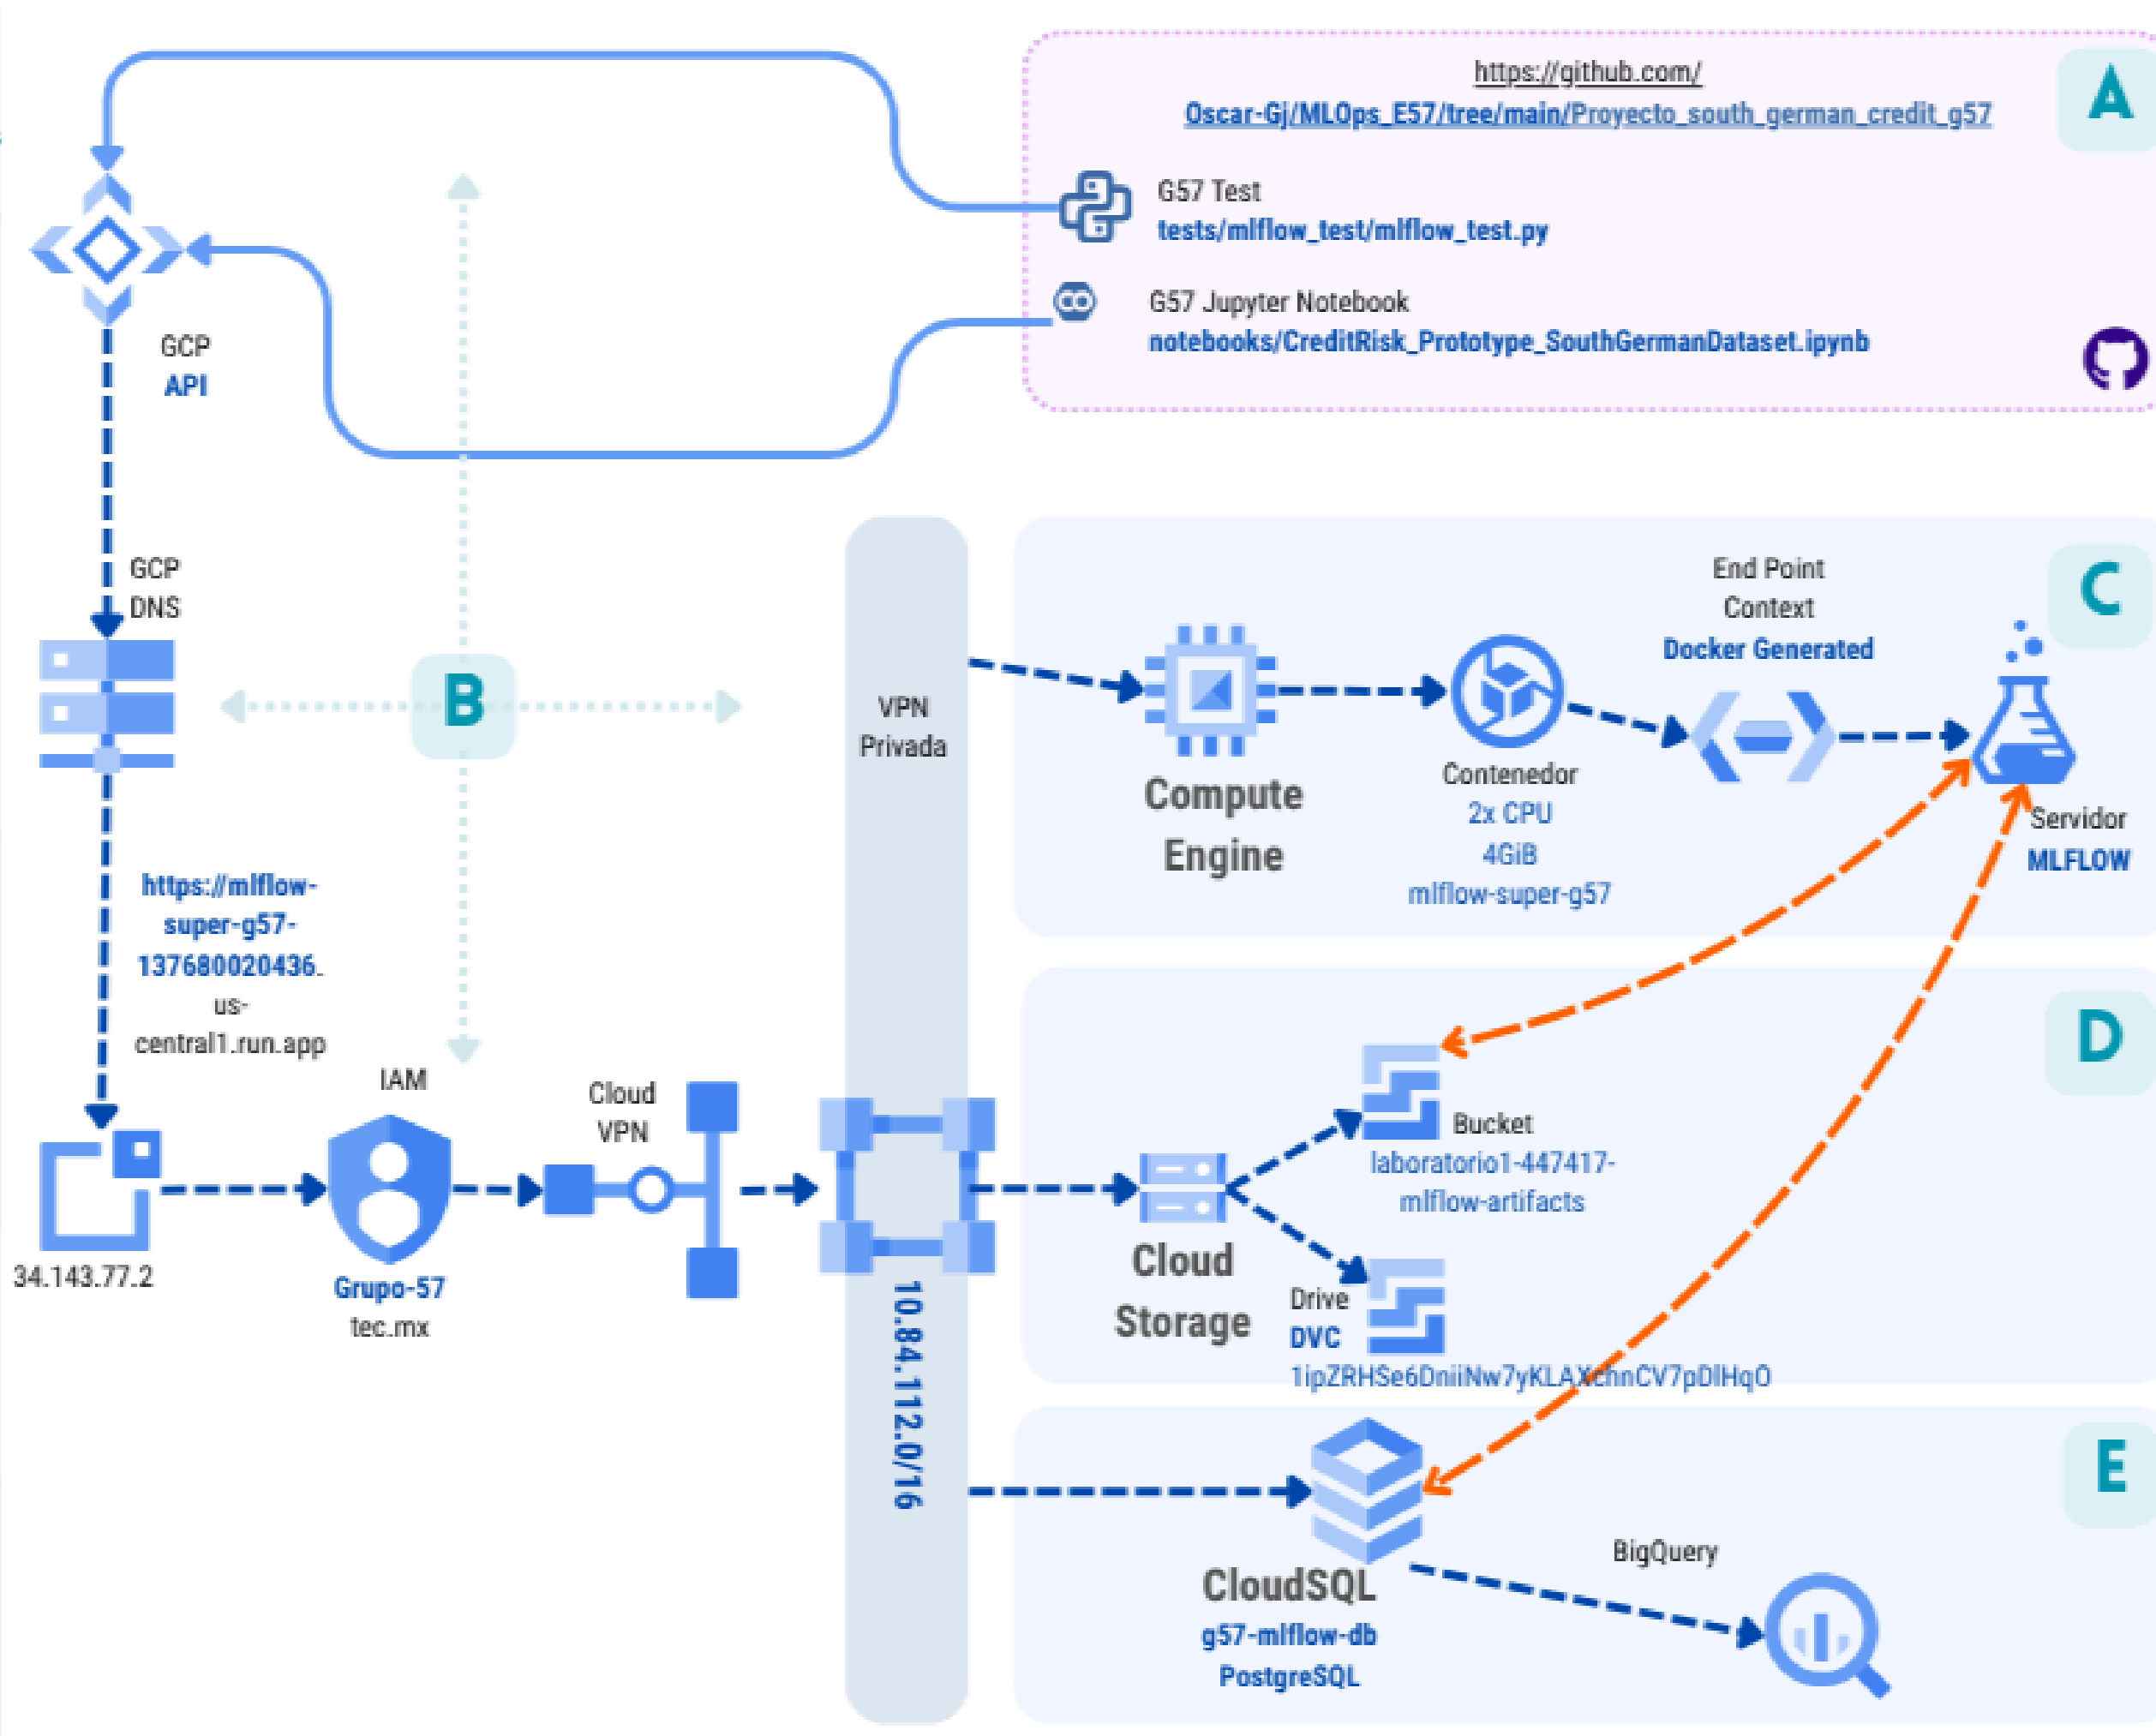 https://github.com/
Oscar-Gj/MLOps_E57/tree/main/Proyecto_south_german_credit_g57
A
G57 Test
tests/mlflow_test/mlflow_test.py
G57 Jupyter Notebook
notebooks/CreditRisk_Prototype_SouthGermanDataset.ipynb
GCP
API
GCP
DNS
B
https://mlflow-
super-g57-
137680020436.
us-
central1.run.app
34.143.77.2
IAM
Grupo-57
tec.mx
Cloud
VPN
VPN
Privada
10.84.112.0/16
C
Compute
Engine
Contenedor
2x CPU
4GiB
mlflow-super-g57
End Point
Context
Docker Generated
Servidor
MLFLOW
D
Cloud
Storage
Bucket
laboratorio1-447417-
mlflow-artifacts
Drive
DVC
1ipZRHSe6DniiNw7yKLAXchnCV7pDlHqO
E
CloudSQL
g57-mlflow-db
PostgreSQL
BigQuery